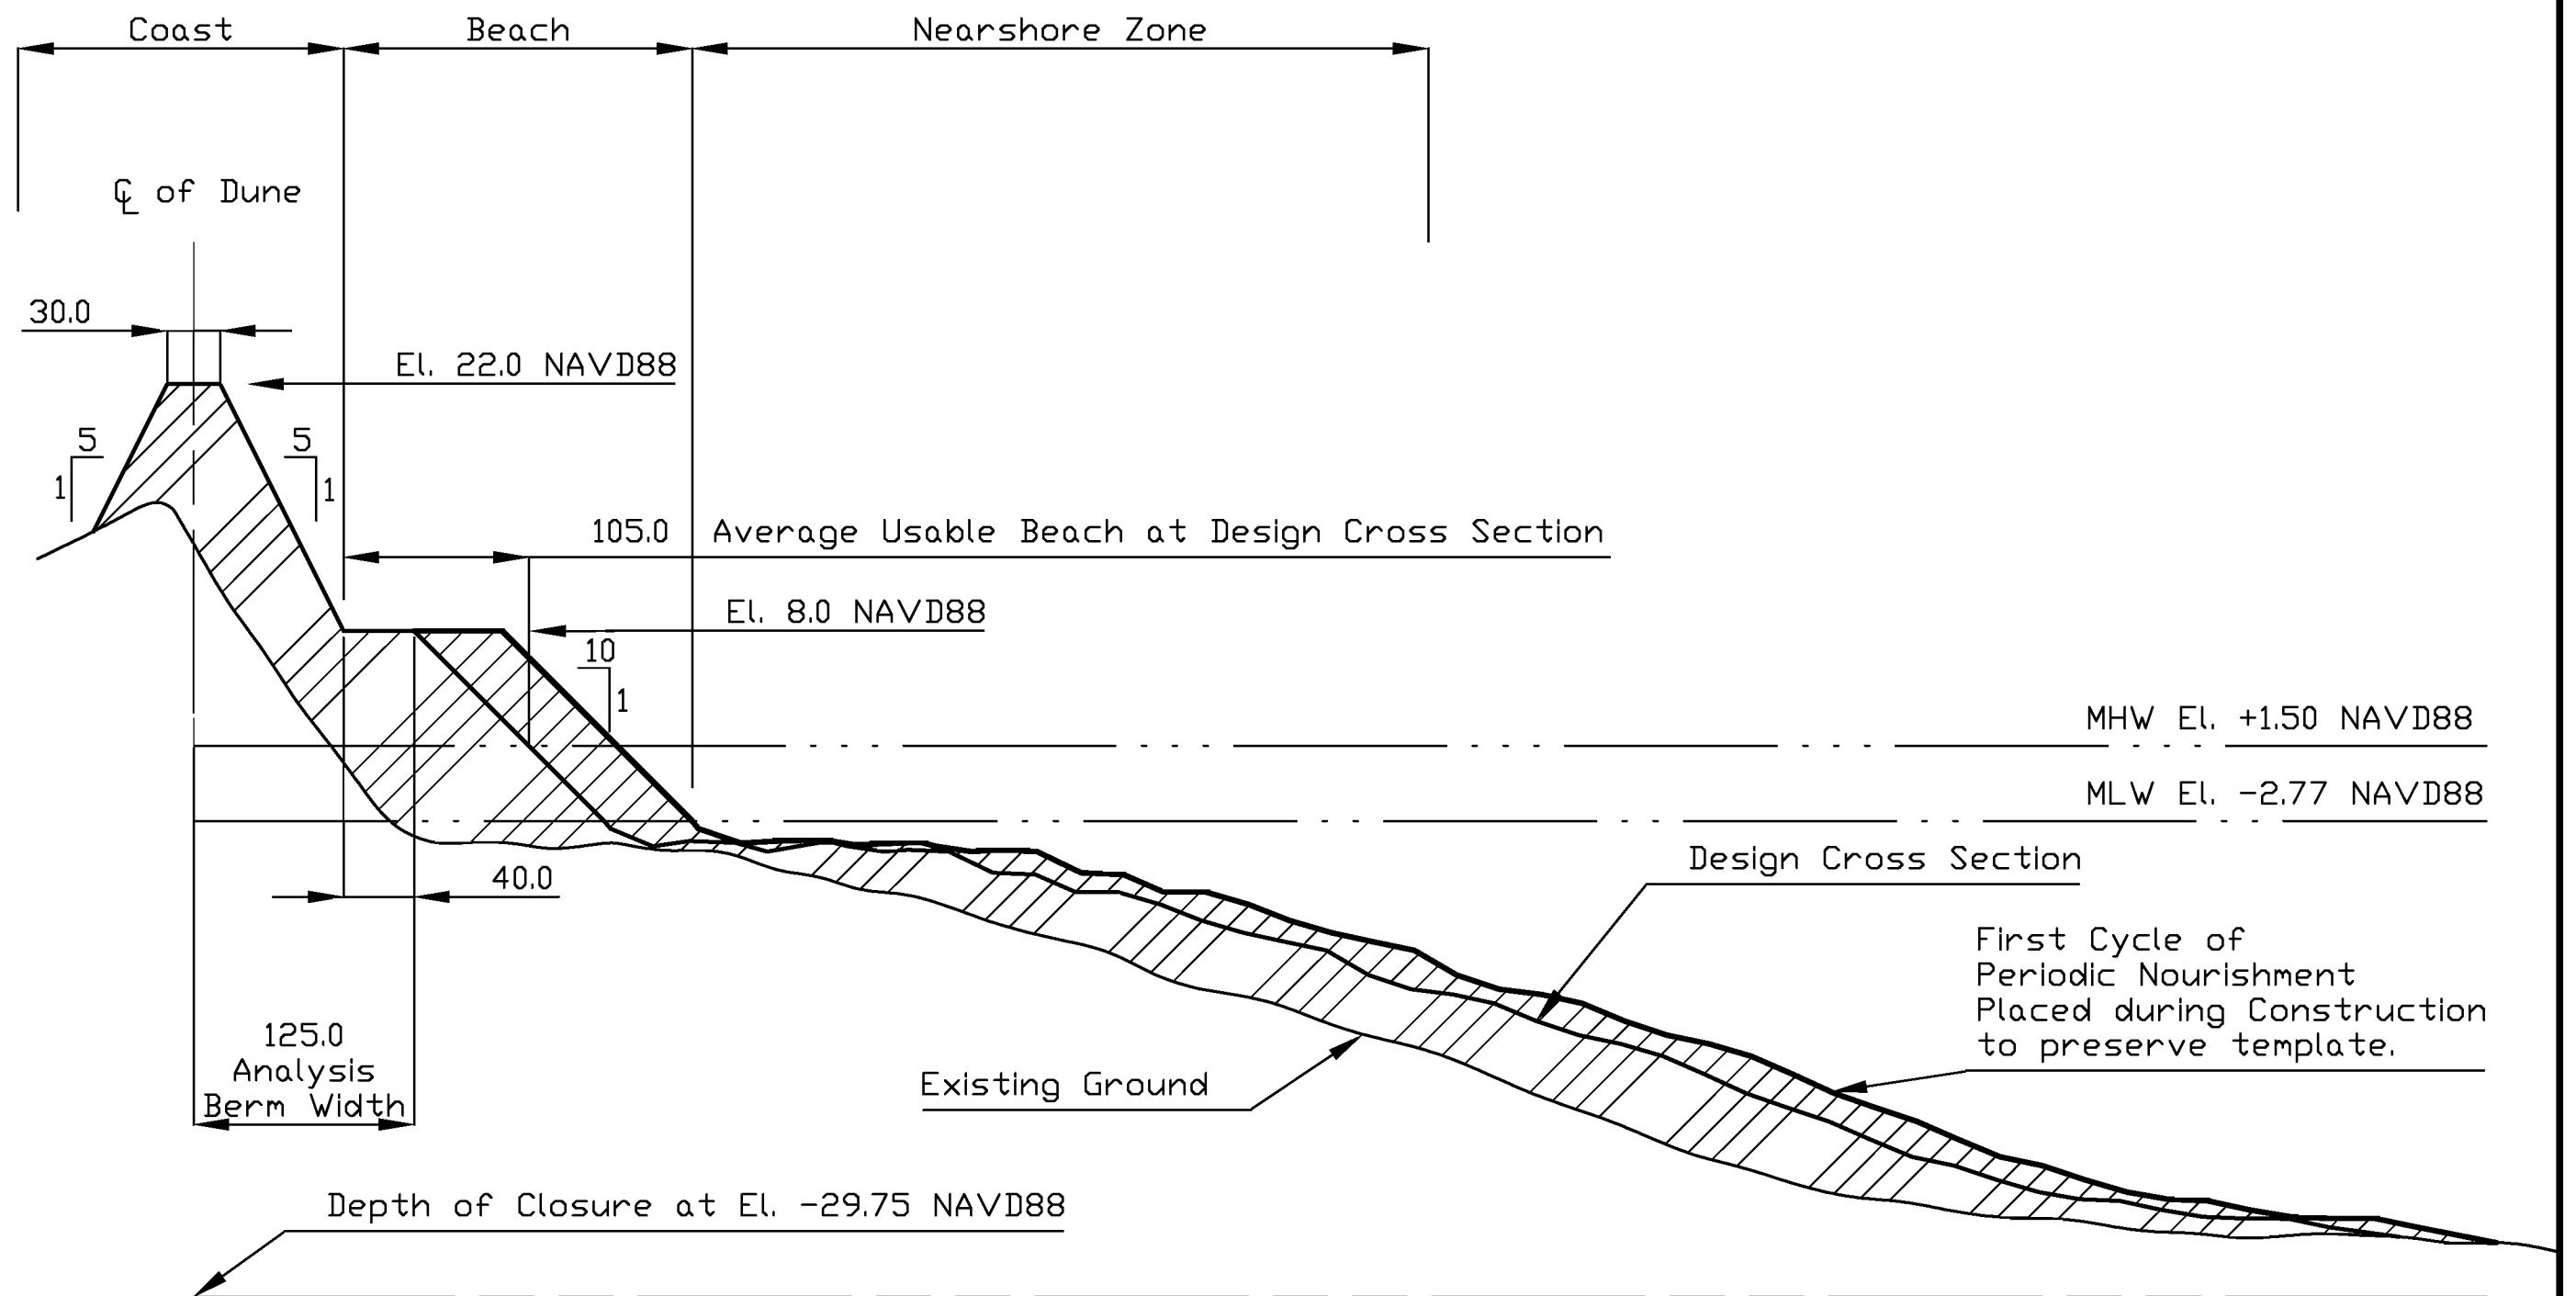 Coast
Beach
Nearshore Zone
℄ of Dune
30.0
El. 22.0 NAVD88
5
1
5
1
105.0 Average Usable Beach at Design Cross Section
El. 8.0 NAVD88
10
1
MHW El. +1.50 NAVD88
MLW El. -2.77 NAVD88
Design Cross Section
40.0
First Cycle of
Periodic Nourishment
Placed during Construction
to preserve template.
125.0
Analysis
Berm Width
Existing Ground
Depth of Closure at El. -29.75 NAVD88